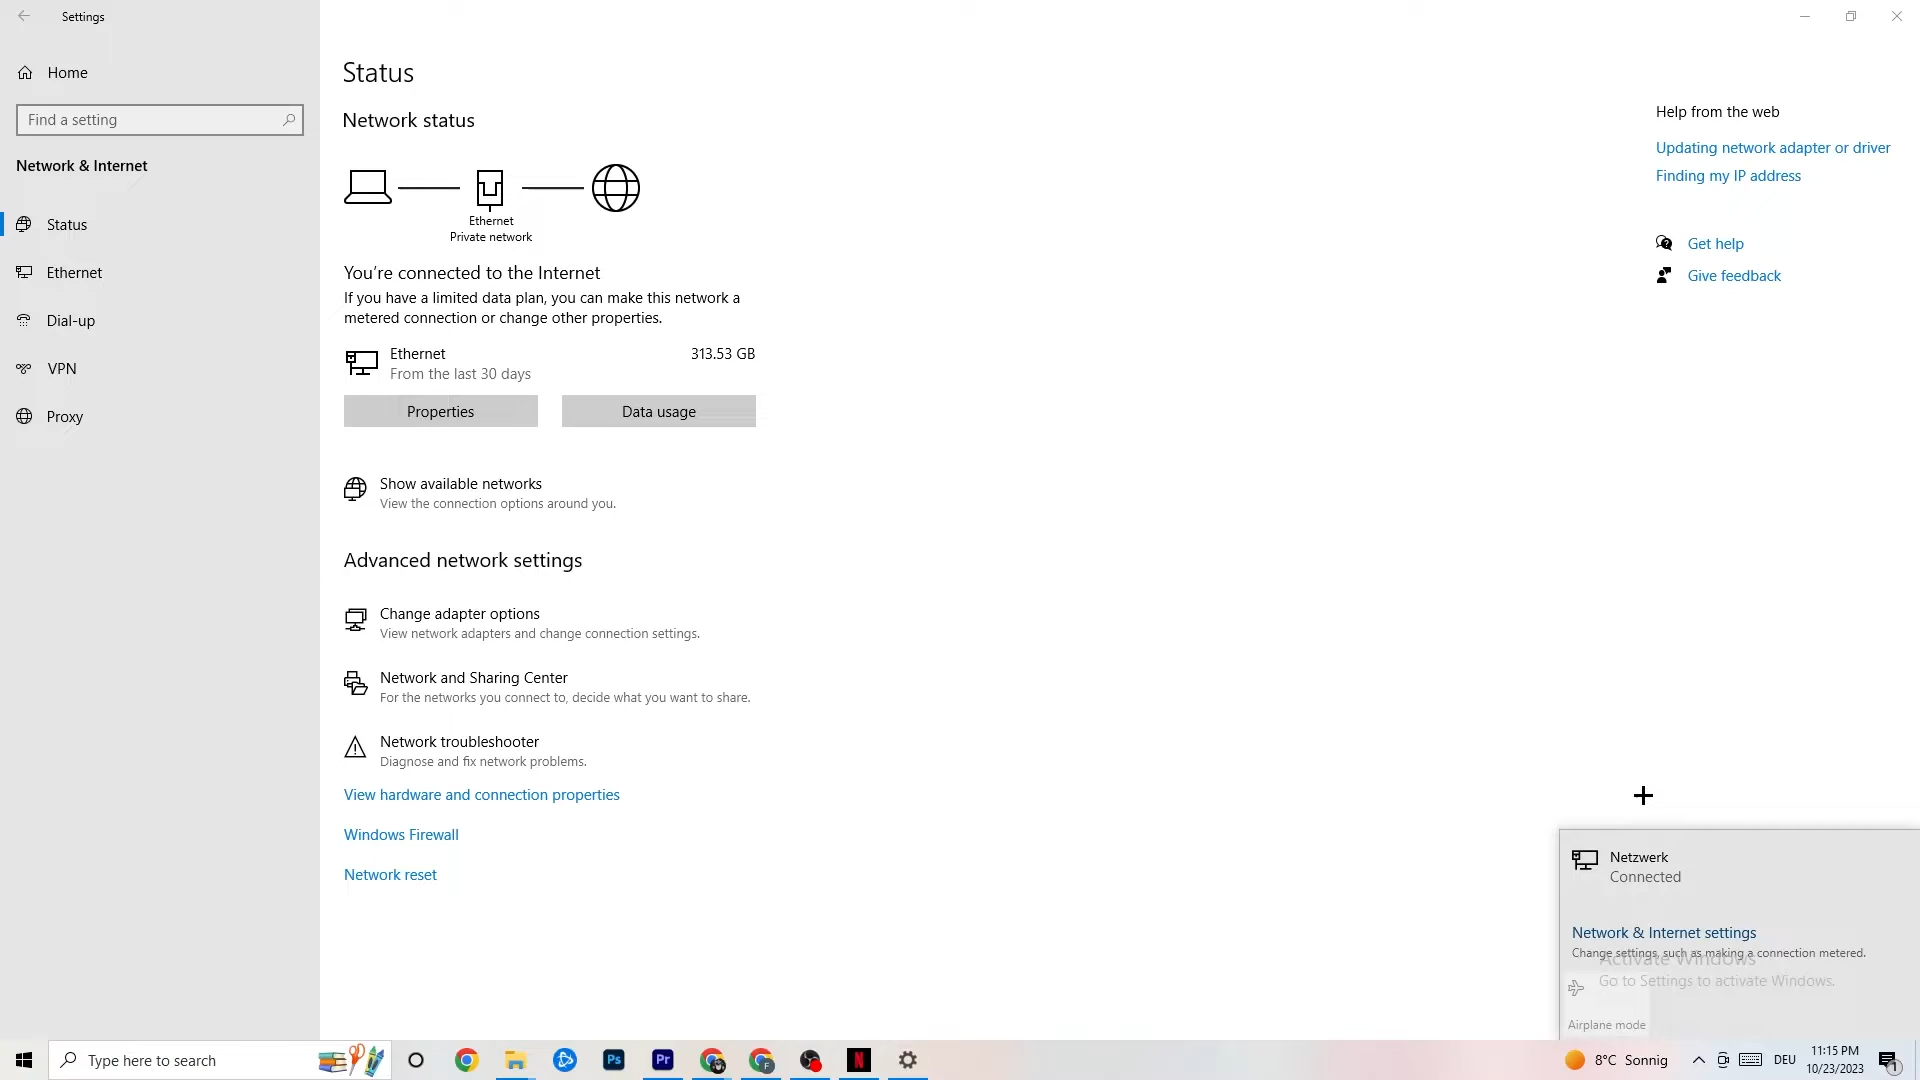 Settings
Home
Find a setting
Network & Internet
Status
Ethernet
Dial-up
VPN
Proxy
Status
Network status
Ethernet
Private network
You're connected to the Internet
If you have a limited data plan, you can make this network a
metered connection or change other properties.
Ethernet 313.53 GB
From the last 30 days
Properties Data usage
Show available networks
View the connection options around you.
Advanced network settings
Change adapter options
View network adapters and change connection settings.
Network and Sharing Center
For the networks you connect to, decide what you want to share.
Network troubleshooter
Diagnose and fix network problems.
View hardware and connection properties
Windows Firewall
Network reset
Help from the web
Updating network adapter or driver
Finding my IP address
Get help
Give feedback
Netzwerk
Connected
Network & Internet settings
Change settings, such as making a connection metered.
Activate Windows
Go to Settings to activate Windows.
Airplane mode
Type here to search
Ps
Pr
F
N
8°C Sonnig
DEU
11:15 PM
10/23/2023
1